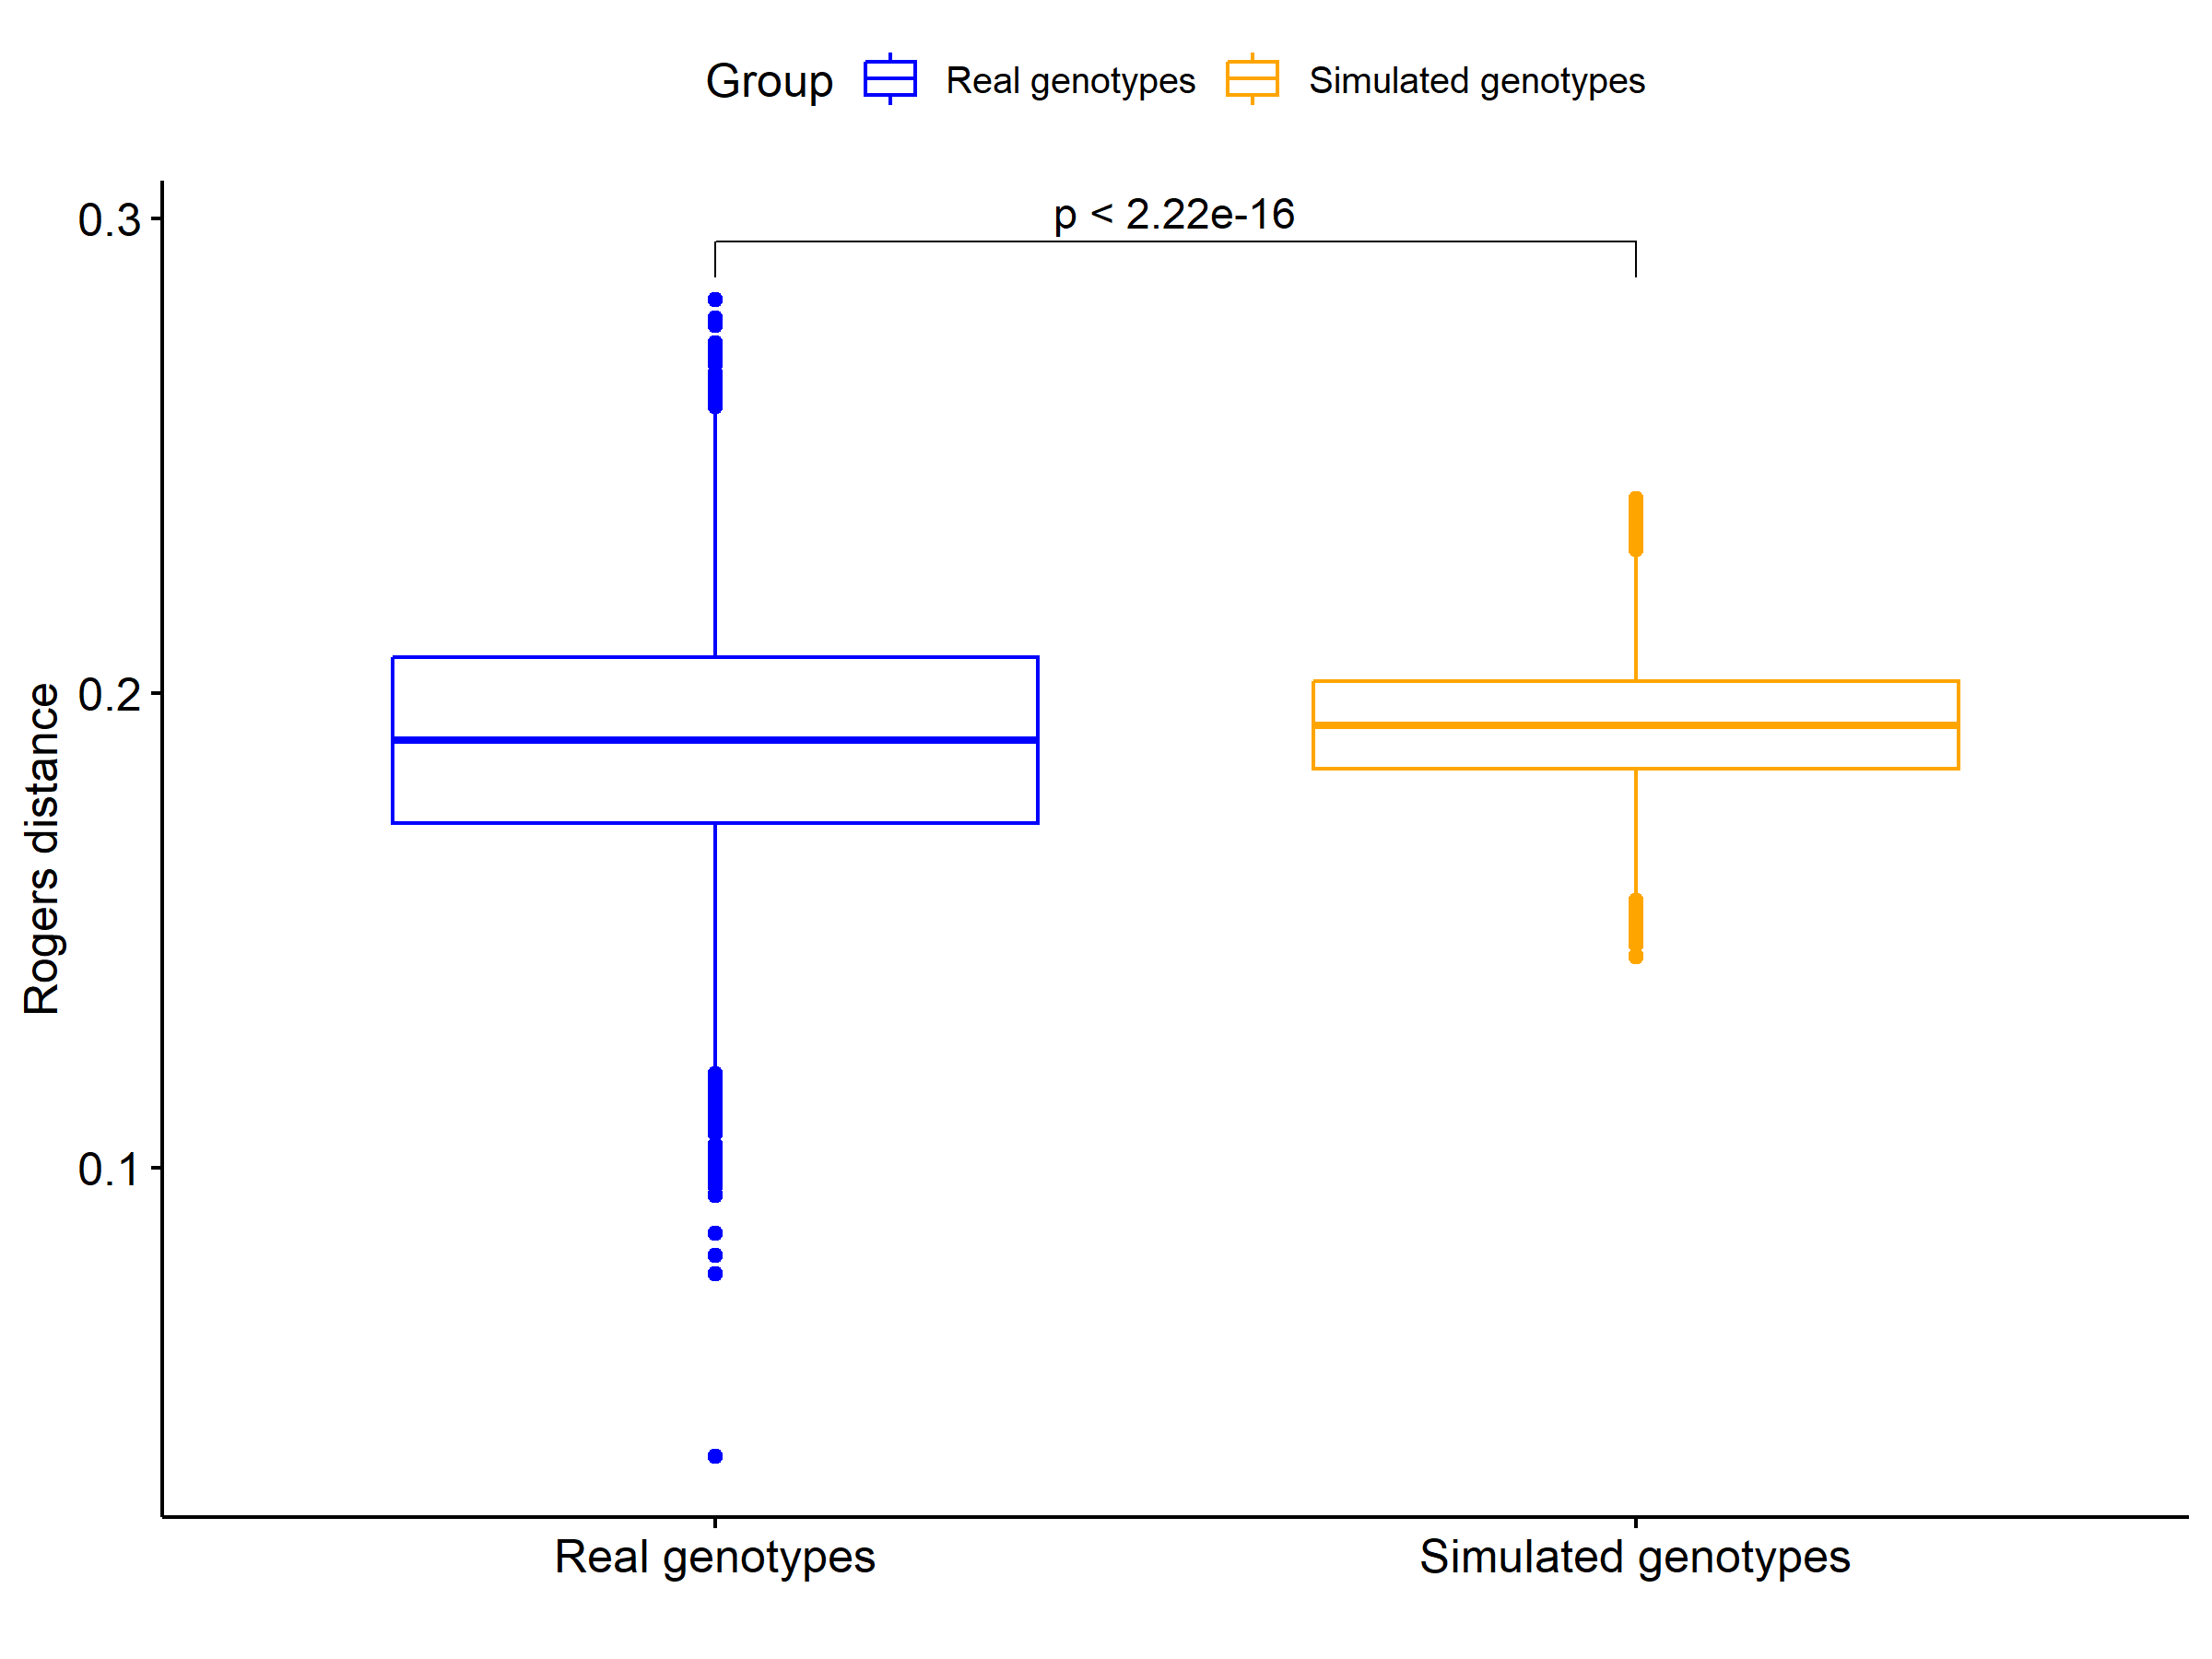 Group Real genotypes Simulated genotypes
p < 2.22e-16
0.3
0.2
0.1
Rogers distance
Real genotypes Simulated genotypes